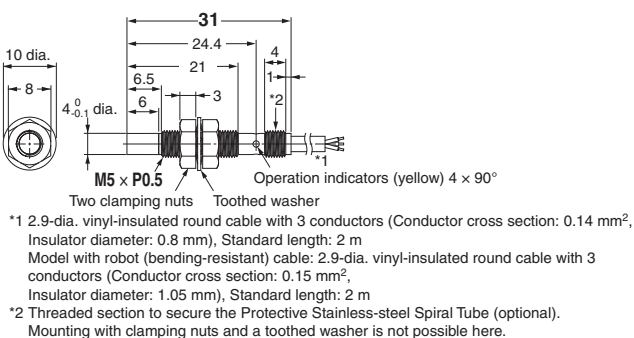 31
24.4
10 dia.
21
4
6.5
8
1
3
*2
6
4 0 -0.1 dia.
*1
M5 × P0.5
Operation indicators (yellow) 4 × 90°
Two clamping nuts
Toothed washer
*1 2.9-dia. vinyl-insulated round cable with 3 conductors (Conductor cross section: 0.14 mm²,
Insulator diameter: 0.8 mm), Standard length: 2 m
Model with robot (bending-resistant) cable: 2.9-dia. vinyl-insulated round cable with 3
conductors (Conductor cross section: 0.15 mm²,
Insulator diameter: 1.05 mm), Standard length: 2 m
*2 Threaded section to secure the Protective Stainless-steel Spiral Tube (optional).
Mounting with clamping nuts and a toothed washer is not possible here.